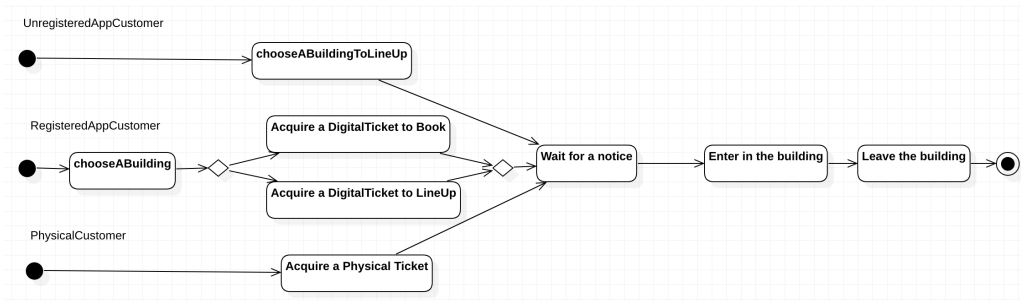 UnregisteredAppCustomer
chooseABuildingToLineUp
RegisteredAppCustomer
chooseABuilding
Acquire a DigitalTicket to Book
Acquire a DigitalTicket to LineUp
Wait for a notice
Enter in the building
Leave the building
PhysicalCustomer
Acquire a Physical Ticket